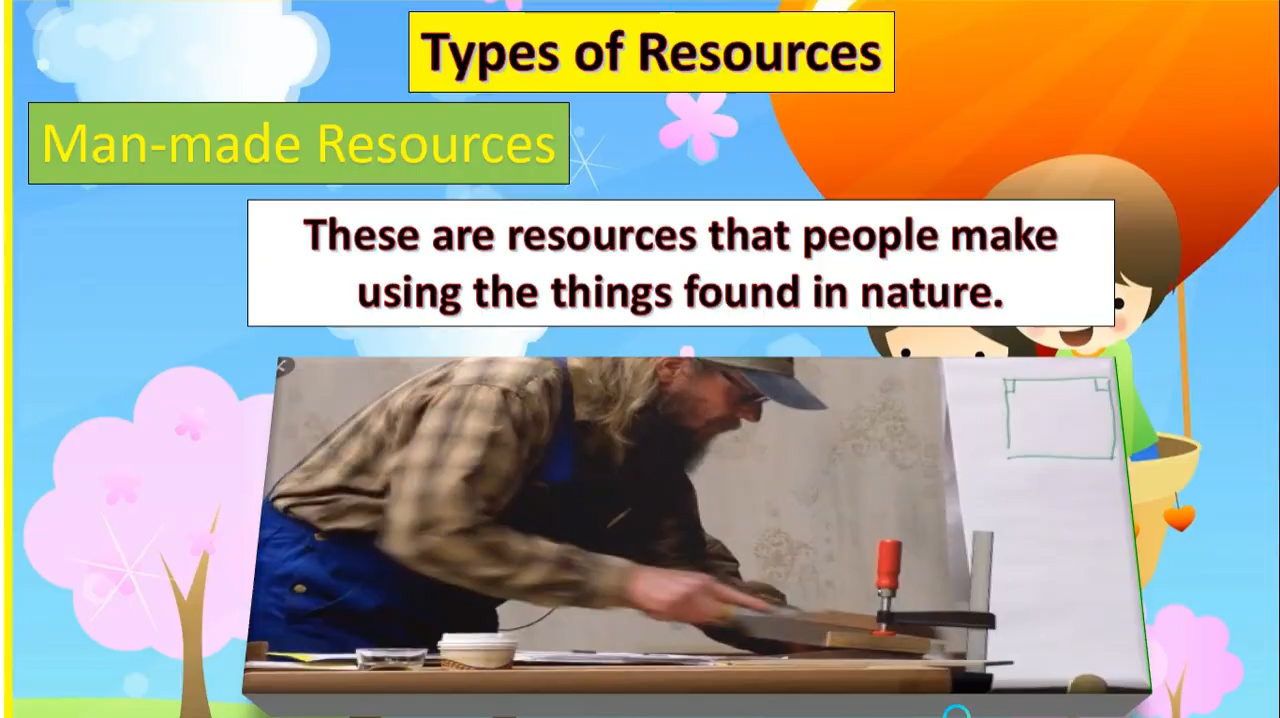 Types of Resources
Man-made Resources
These are resources that people make
using the things found in nature.